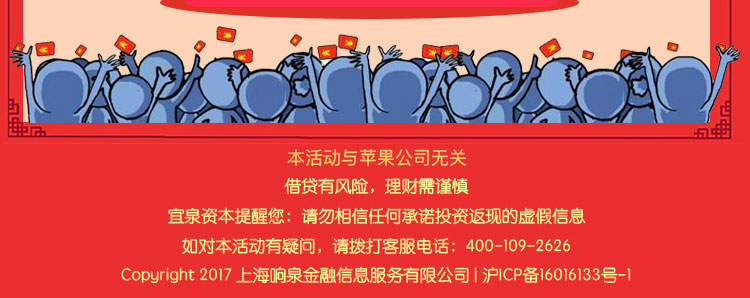 本活动与苹果公司无关
借贷有风险，理财需谨慎
宜泉资本提醒您：请勿相信任何承诺投资返现的虚假信息
如对本活动有疑问，请拨打客服电话：400-109-2626
Copyright 2017 上海响泉金融信息服务有限公司 | 沪ICP备16016133号-1